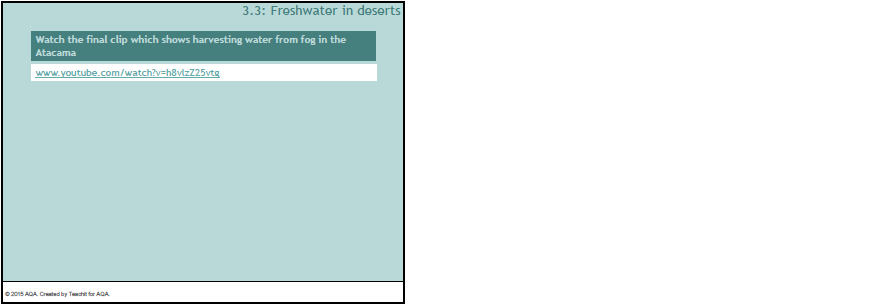 3.3: Freshwater in deserts
Watch the final clip which shows harvesting water from fog in the
Atacama
www.youtube.com/watch?v=h8vlzZ25vtg
© 2015 AQA. Created by Teachit for AQA.